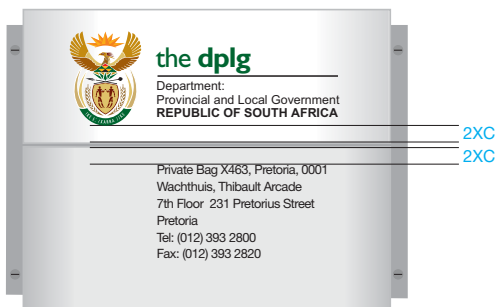 the dplg
Department:
Provincial and Local Government
REPUBLIC OF SOUTH AFRICA
2XC
2XC
Private Bag X463, Pretoria, 0001
Wachthuis, Thibault Arcade
7th Floor 231 Pretorius Street
Pretoria
Tel: (012) 393 2800
Fax: (012) 393 2820